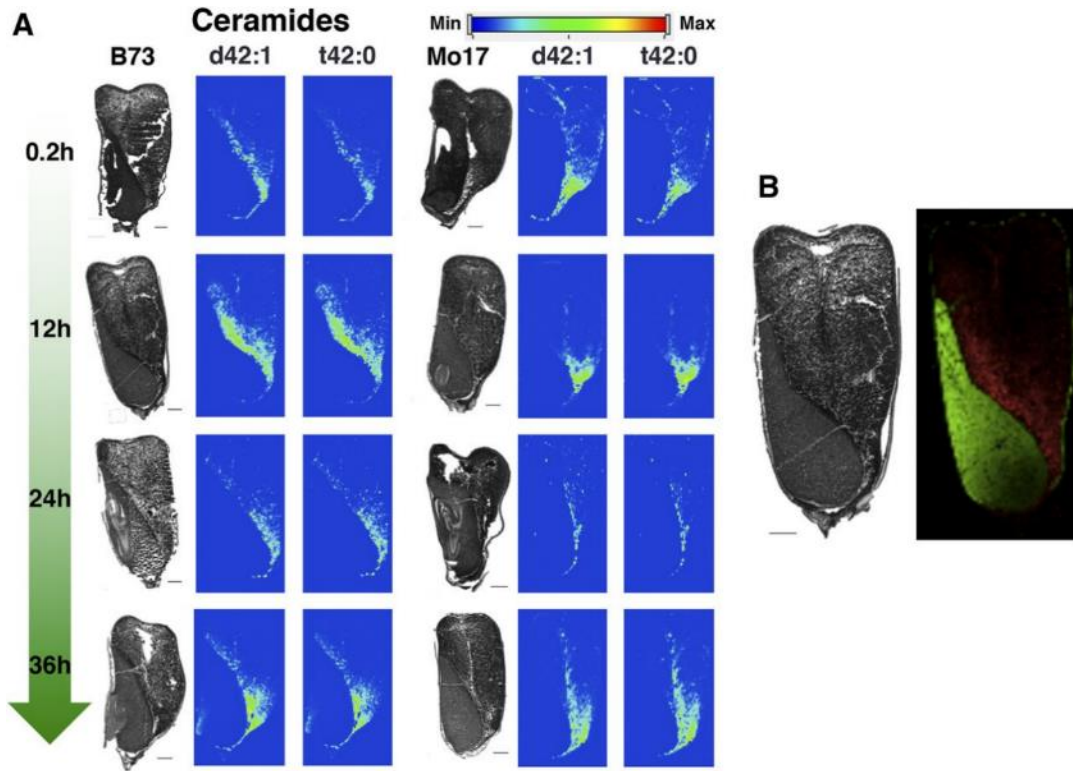 A
Ceramides
Min Max
B73 d42:1 t42:0 Mo17 d42:1 t42:0
0.2h
B
12h
24h
36h